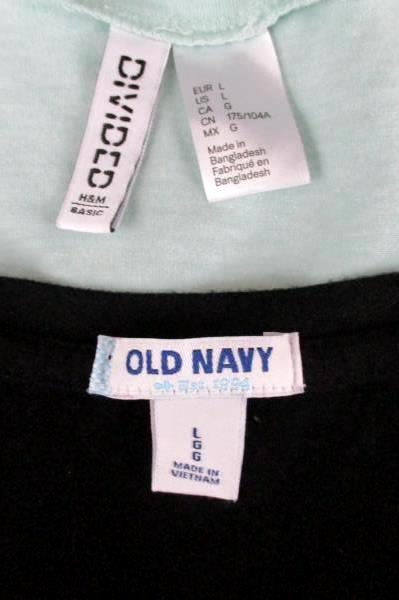 DIVIDED
H&M
BASIC
EUR L
US L
CA G
CN 175/104A
MX G
Made in
Bangladesh
Fabriqué en
Bangladesh
OLD NAVY
Est. 1994
L
G
G
MADE IN
VIETNAM